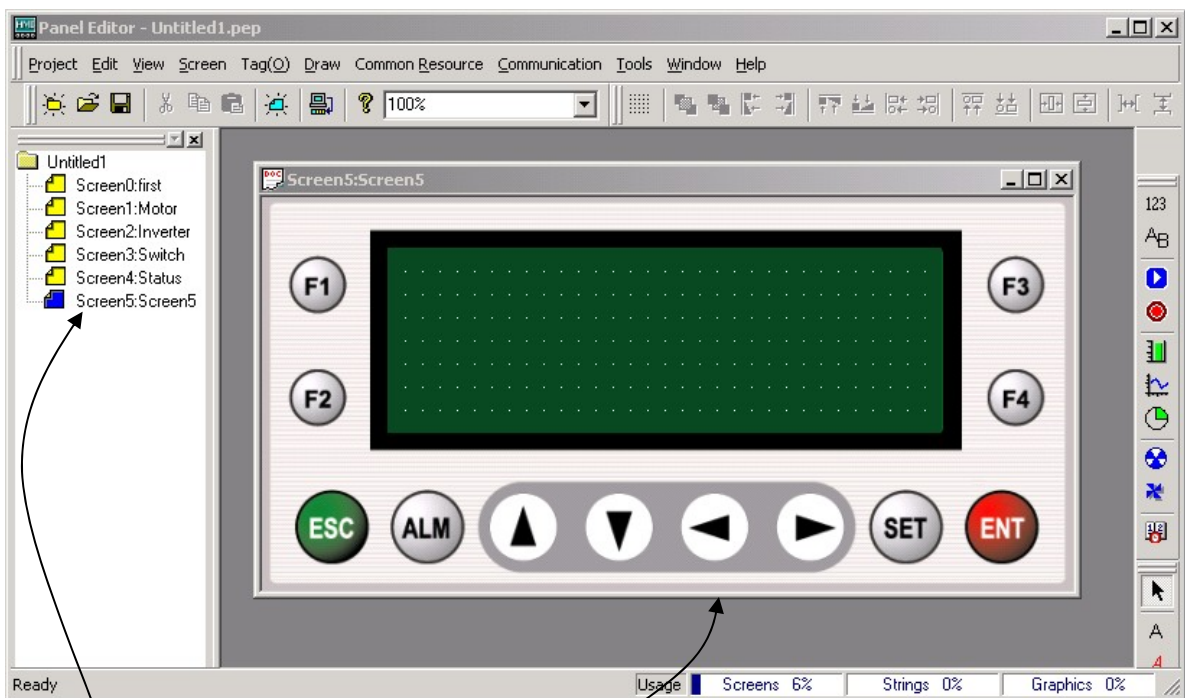 Panel Editor - Untitled1.pep
Project Edit View Screen Tag(O) Draw Common Resource Communication Tools Window Help
100%
Untitled1
Screen0:first
Screen1:Motor
Screen2:Inverter
Screen3:Switch
Screen4:Status
Screen5:Screen5
DOC
Screen5:Screen5
F1
F3
F2
F4
ESC
ALM
SET
ENT
123
AB
A
A
Ready
Usage
Screens 6%
Strings 0%
Graphics 0%